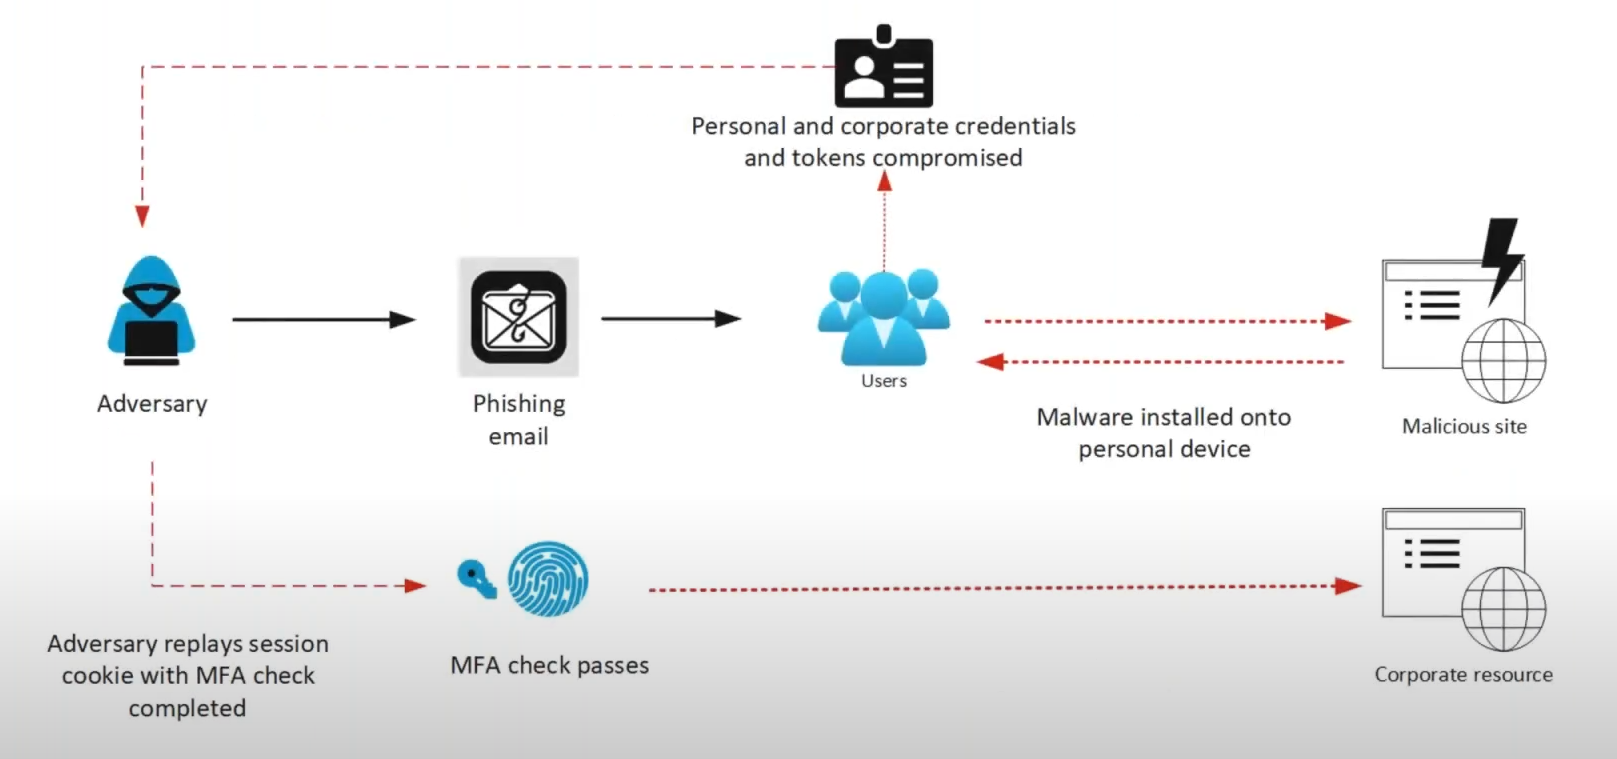 Personal and corporate credentials
and tokens compromised
Adversary
Phishing
email
Users
Malware installed onto
personal device
Malicious site
Adversary replays session
cookie with MFA check
completed
MFA check passes
Corporate resource